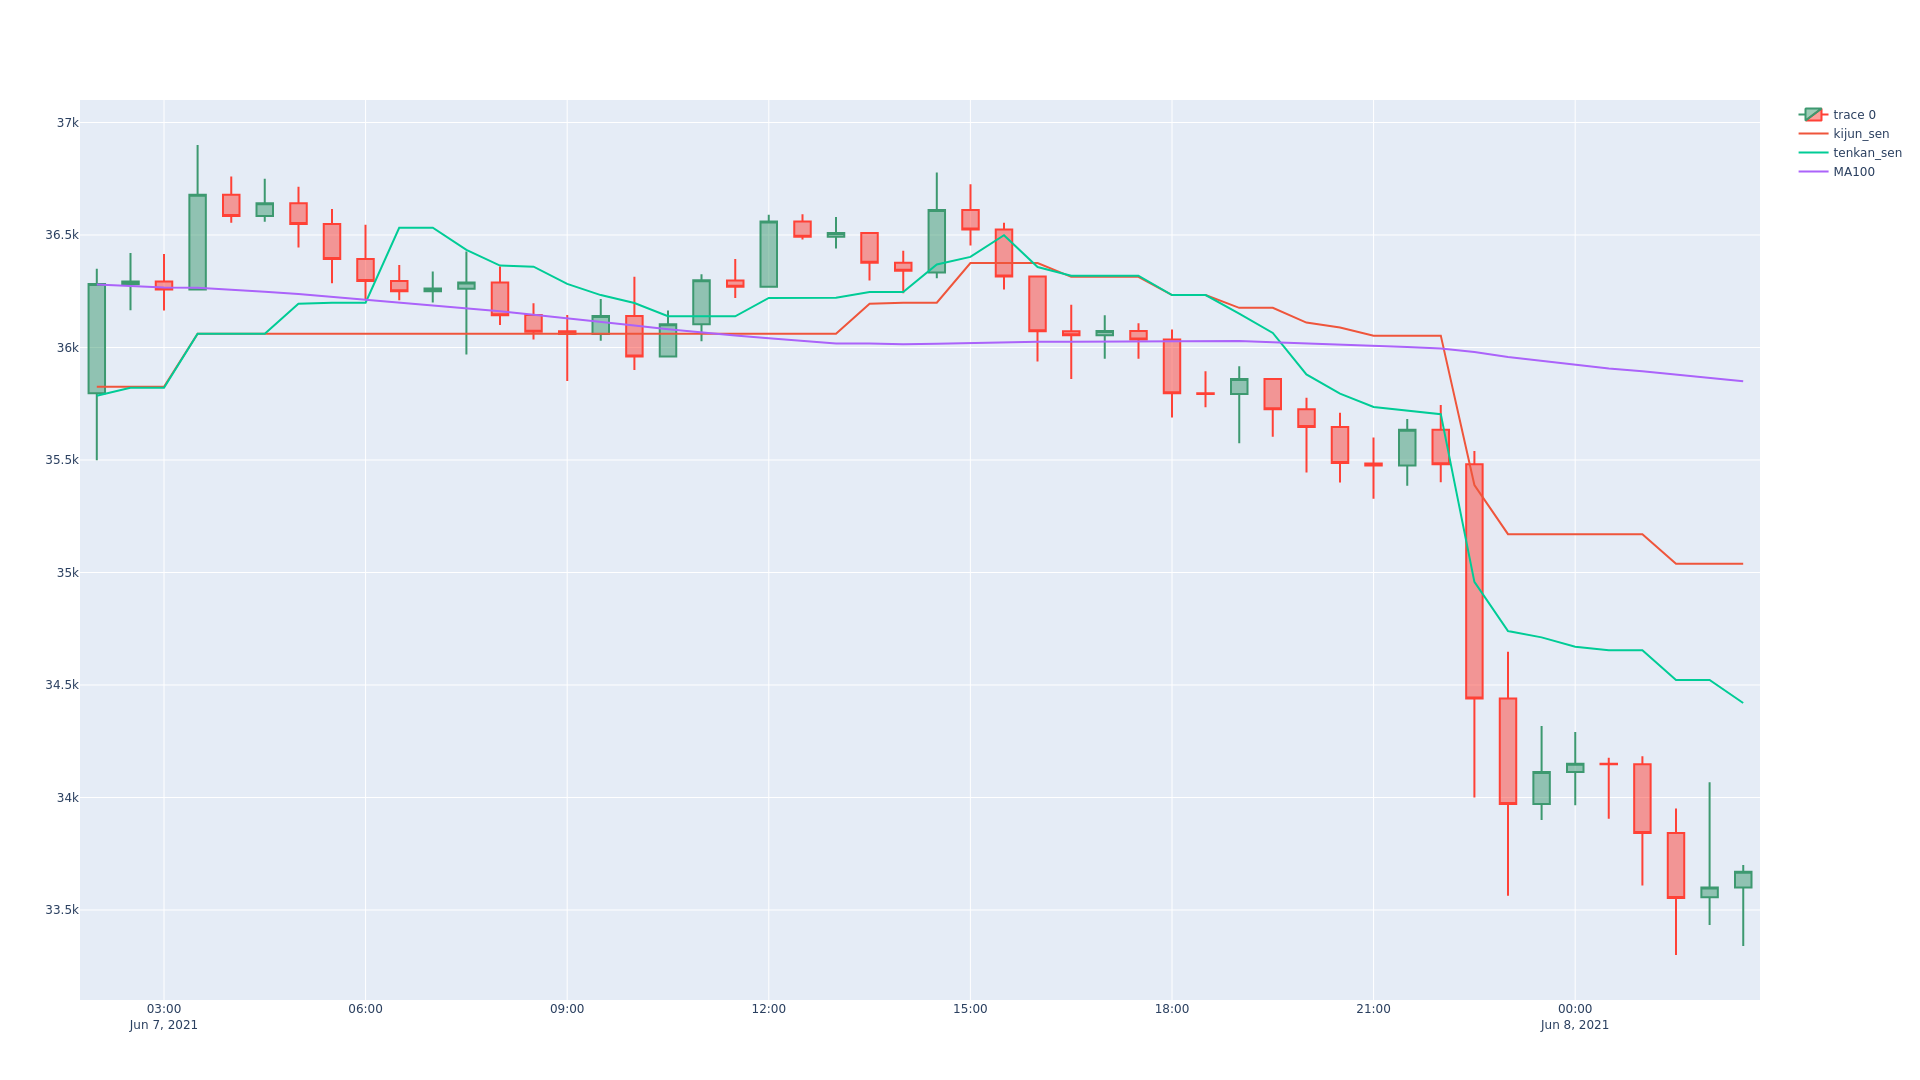 trace 0
kijun_sen
tenkan_sen
MA100
37k
36.5k
36k
35.5k
35k
34.5k
34k
33.5k
03:00 06:00 09:00 12:00 15:00 18:00 21:00 00:00
Jun 7, 2021 Jun 8, 2021